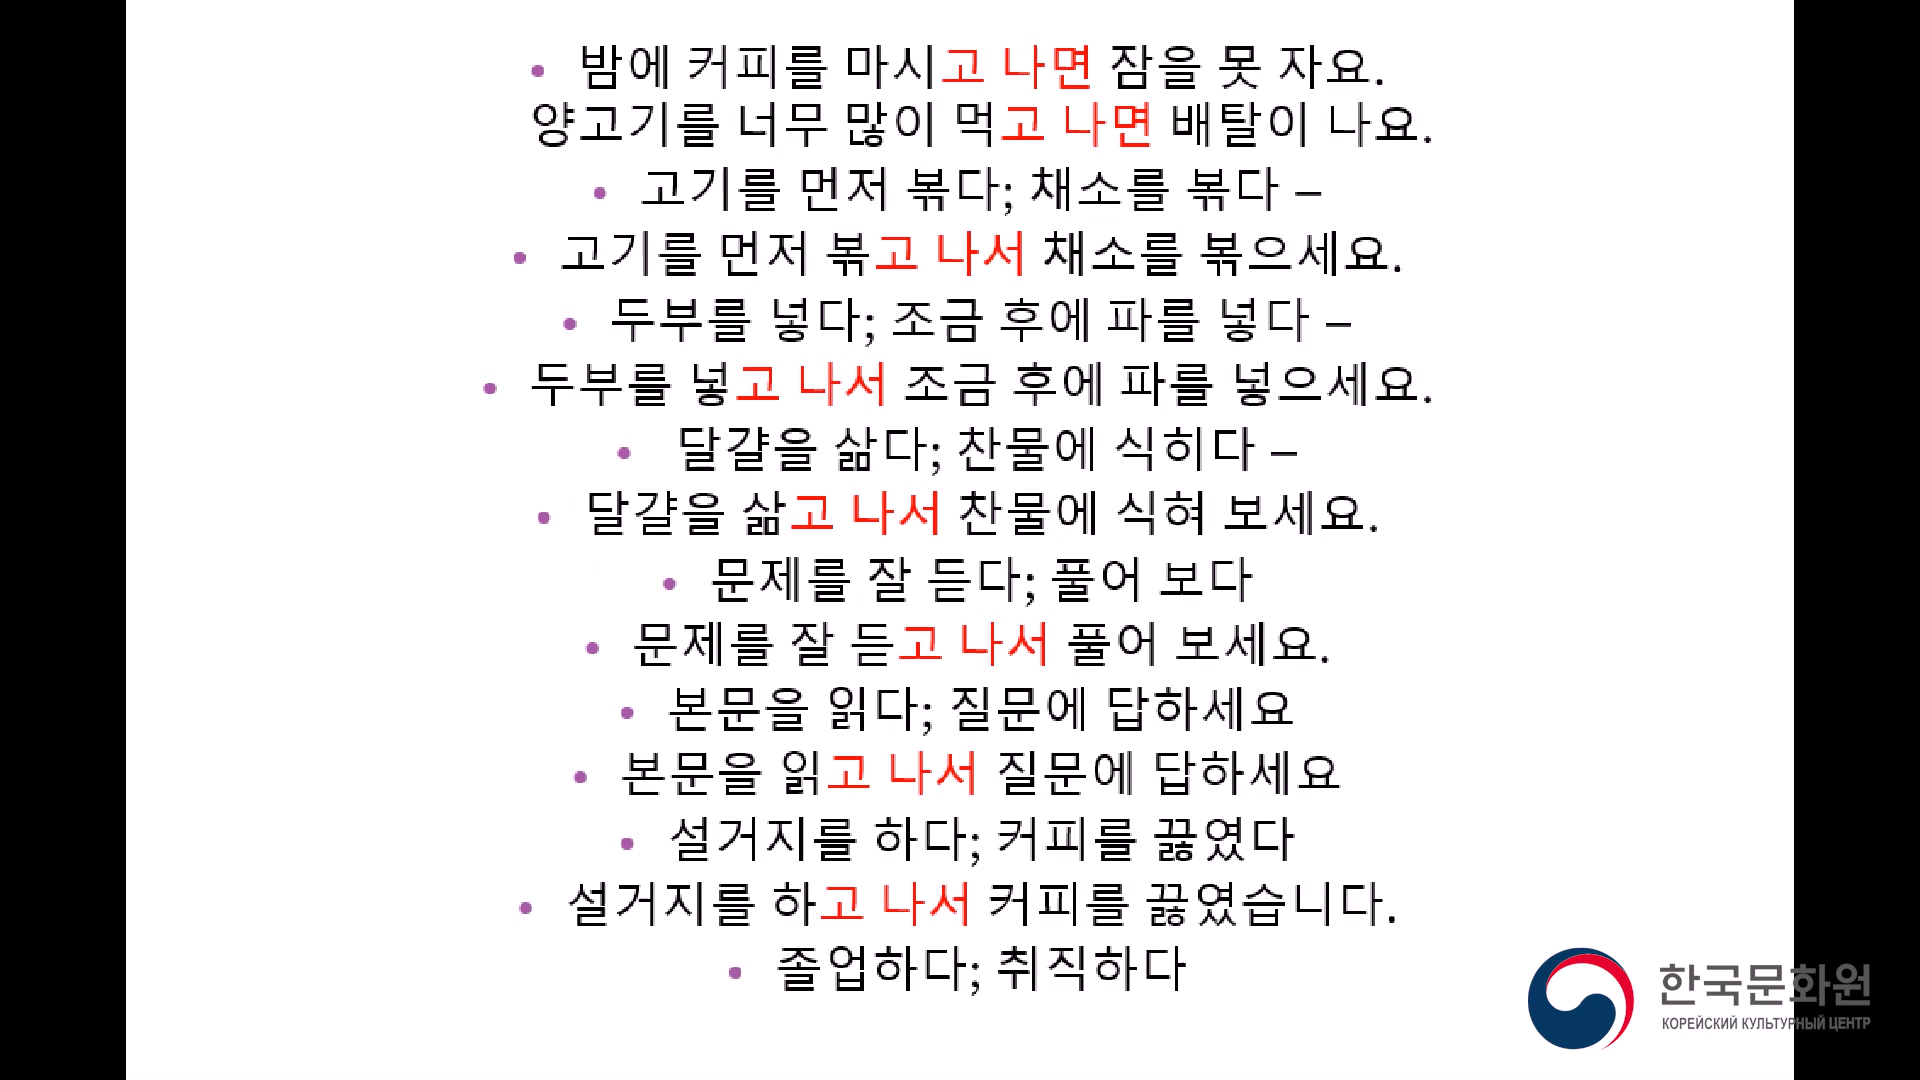 • 밤에 커피를 마시고 나면 잠을 못 자요.
양고기를 너무 많이 먹고 나면 배탈이 나요.
• 고기를 먼저 볶다; 채소를 볶다 –
• 고기를 먼저 볶고 나서 채소를 볶으세요.
• 두부를 넣다; 조금 후에 파를 넣다 –
• 두부를 넣고 나서 조금 후에 파를 넣으세요.
• 달걀을 삶다; 찬물에 식히다 –
• 달걀을 삶고 나서 찬물에 식혀 보세요.
• 문제를 잘 듣다; 풀어 보다
• 문제를 잘 듣고 나서 풀어 보세요.
• 본문을 읽다; 질문에 답하세요
• 본문을 읽고 나서 질문에 답하세요
• 설거지를 하다; 커피를 끓였다
• 설거지를 하고 나서 커피를 끓였습니다.
• 졸업하다; 취직하다
한국문화원
КОРЕЙСКИЙ КУЛЬТУРНЫЙ ЦЕНТР